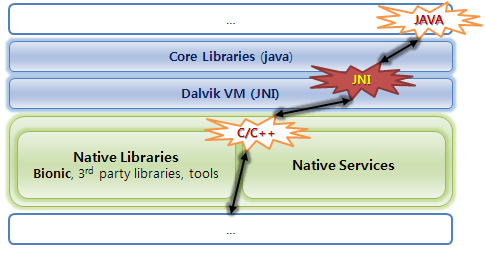 ...
JAVA
Core Libraries (java)
JNI
Dalvik VM (JNI)
C/C++
Native Libraries
Bionic, 3rd party libraries, tools
Native Services
...